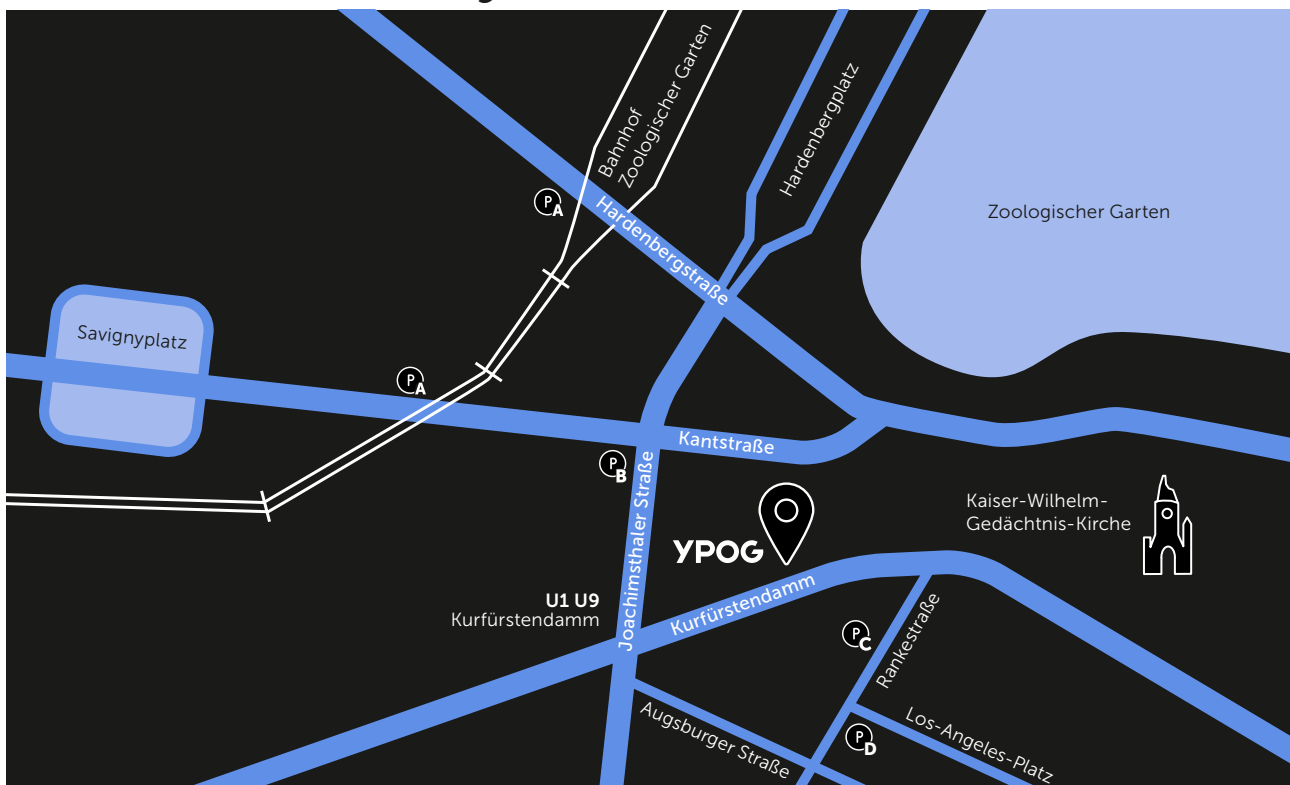 Bahnhof
Zoologischer Garten
Hardenbergplatz
P A
Hardenbergstraße
Zoologischer Garten
Savignyplatz
P A
Kantstraße
P B
Joachimsthaler Straße
YPOG
Kaiser-Wilhelm-
Gedächtnis-Kirche
U1 U9
Kurfürstendamm
Kurfürstendamm
P C
Rankestraße
Augsburger Straße
P D
Los-Angeles-Platz